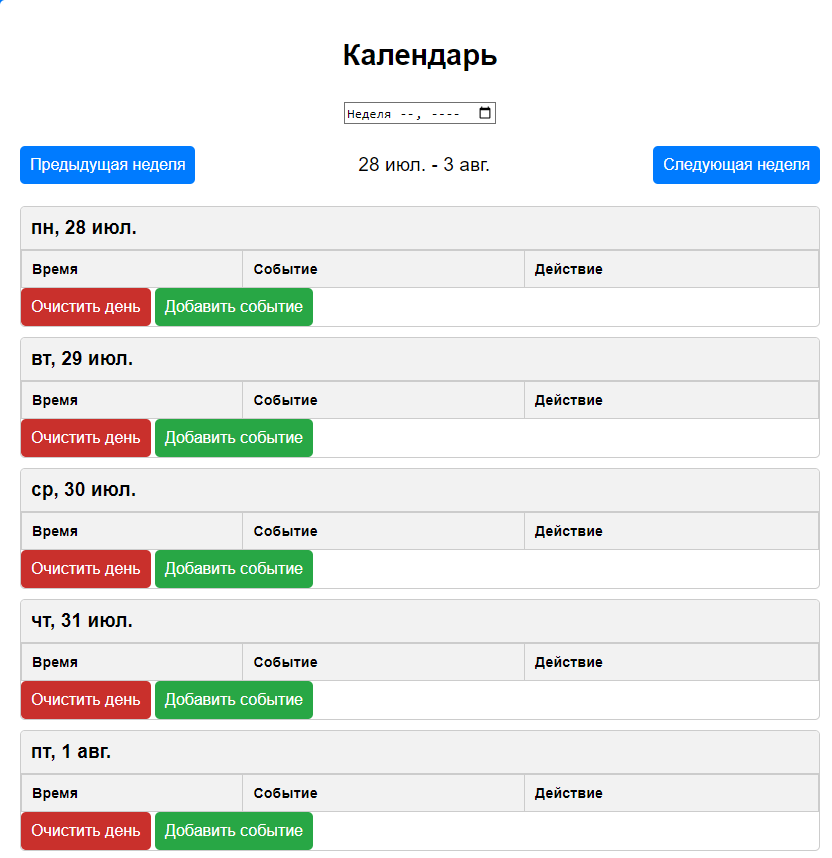 Календарь
Неделя --, ----
Предыдущая неделя 28 июл. - 3 авг. Следующая неделя
пн, 28 июл.
Время Событие Действие
Очистить день Добавить событие
вт, 29 июл.
Время Событие Действие
Очистить день Добавить событие
ср, 30 июл.
Время Событие Действие
Очистить день Добавить событие
чт, 31 июл.
Время Событие Действие
Очистить день Добавить событие
пт, 1 авг.
Время Событие Действие
Очистить день Добавить событие